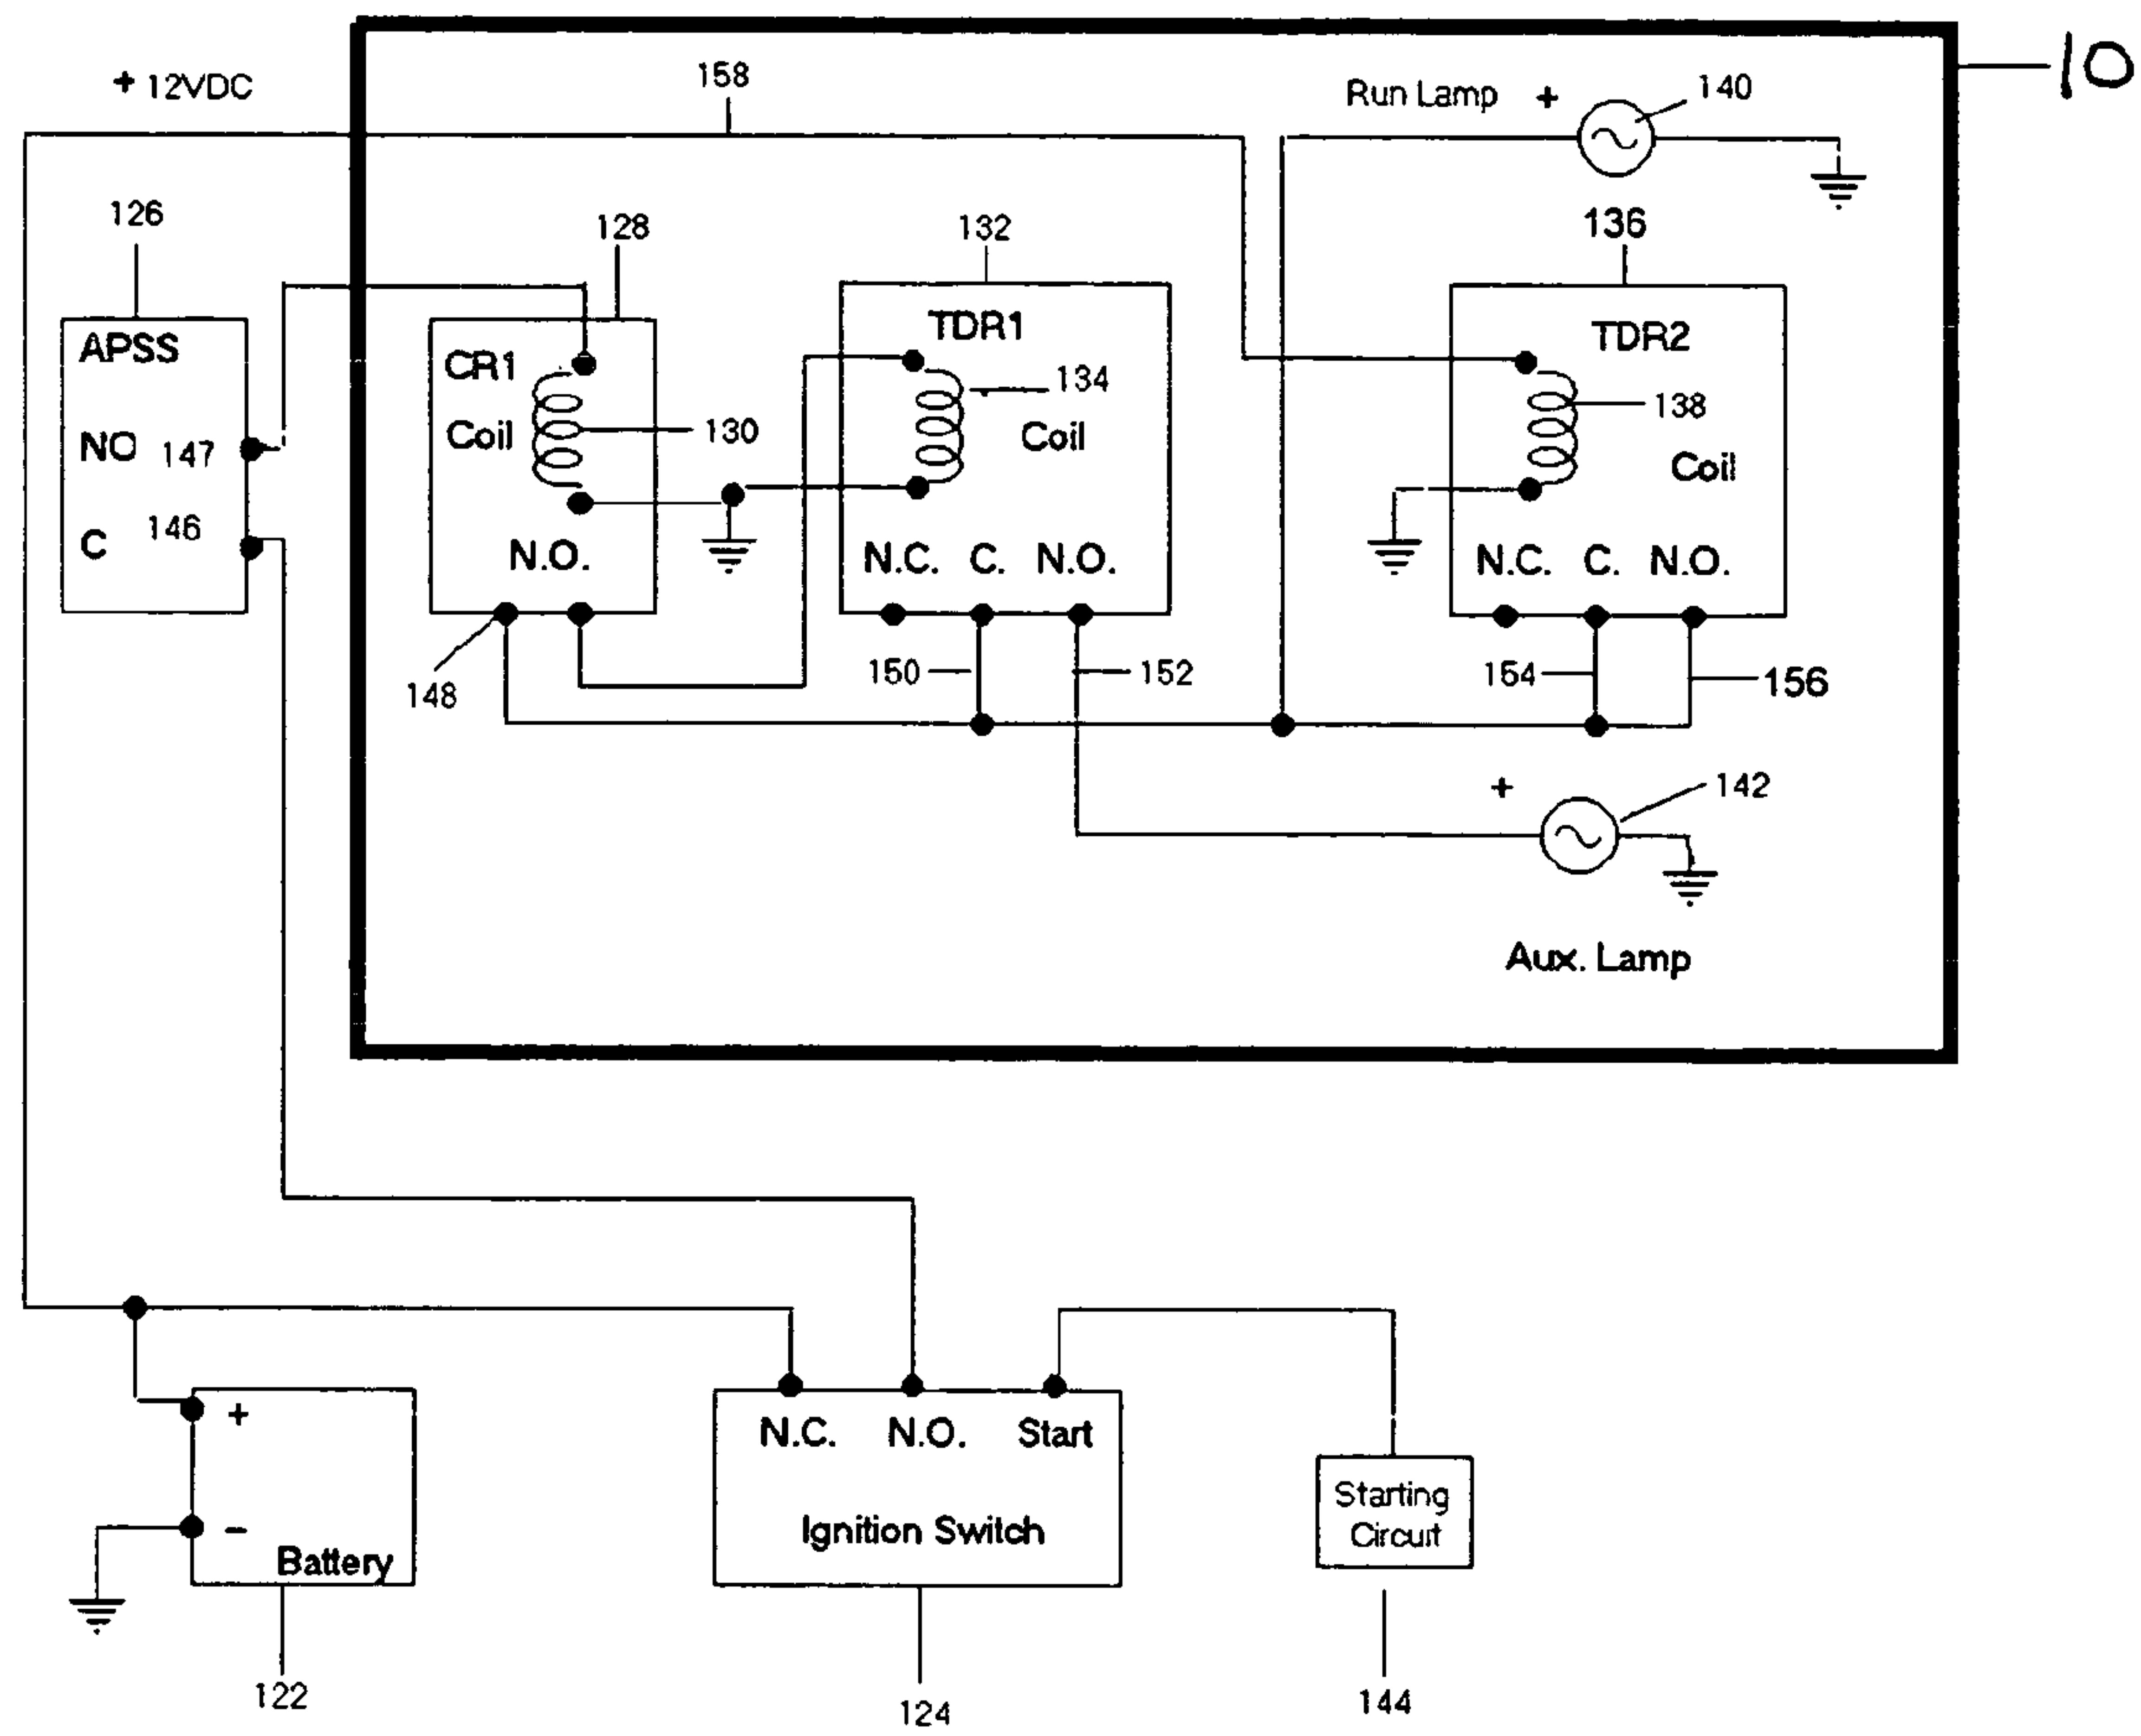 10
+ 12VDC
158
Run Lamp +
140
126
128
132
136
APSS
NO 147
C 146
CR1
Coil
130
N.O.
148
TDR1
134
Coil
N.C. C. N.O.
150
152
TDR2
138
Coil
N.C. C. N.O.
154
156
+
142
Aux. Lamp
+
−
Battery
122
N.C. N.O. Start
Ignition Switch
124
Starting
Circuit
144